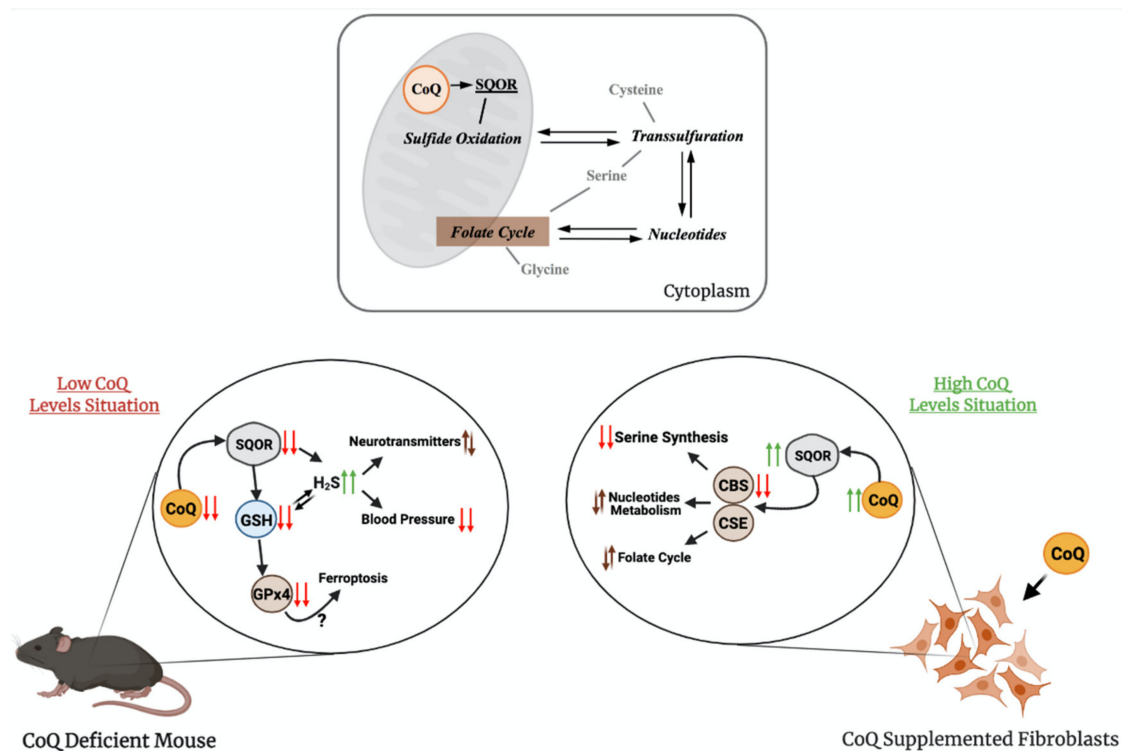 CoQ
SQOR
Sulfide Oxidation
Cysteine
Transsulfuration
Serine
Folate Cycle
Nucleotides
Glycine
Cytoplasm
Low CoQ
Levels Situation
SQOR
CoQ
GSH
H₂S
Neurotransmitters
Blood Pressure
GPx4
Ferroptosis
?
CoQ Deficient Mouse
High CoQ
Levels Situation
Serine Synthesis
SQOR
CBS
CoQ
Nucleotides
Metabolism
CSE
Folate Cycle
CoQ
CoQ Supplemented Fibroblasts